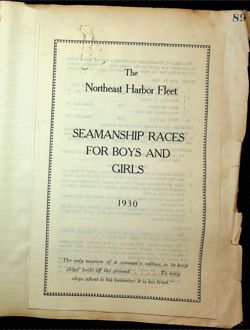 89
The
Northeast Harbor Fleet
SEAMANSHIP RACES
FOR BOYS AND
GIRLS
1930
"The only mission of a seaman's calling is to keep
ships' keels off the ground To keep
ships afloat is his business; it is his trust."